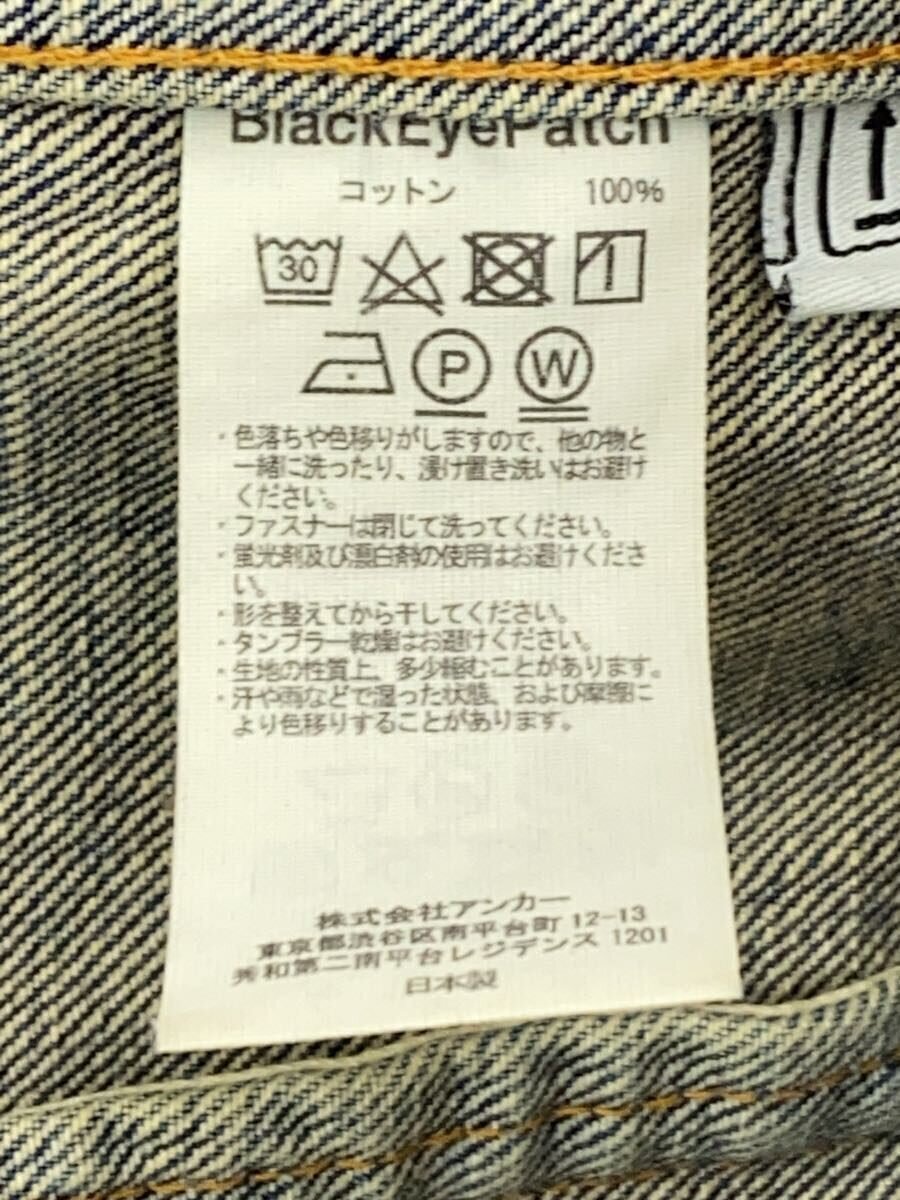 BlackEyePatch
コットン 100%
30
P W
・色落ちや色移りがしますので、他の物と
一緒に洗ったり、浸け置き洗いはお避け
ください。
・ファスナーは閉じて洗ってください。
・蛍光剤及び漂白剤の使用はお避けくださ
い。
・形を整えてから干してください。
・タンブラー乾燥はお避けください。
・生地の性質上、多少縮むことがあります。
・汗や雨などで湿った状態、および摩擦に
より色移りすることがあります。
株式会社アンカー
東京都渋谷区南平台町 12-13
秀和第二南平台レジデンス 1201
日本製